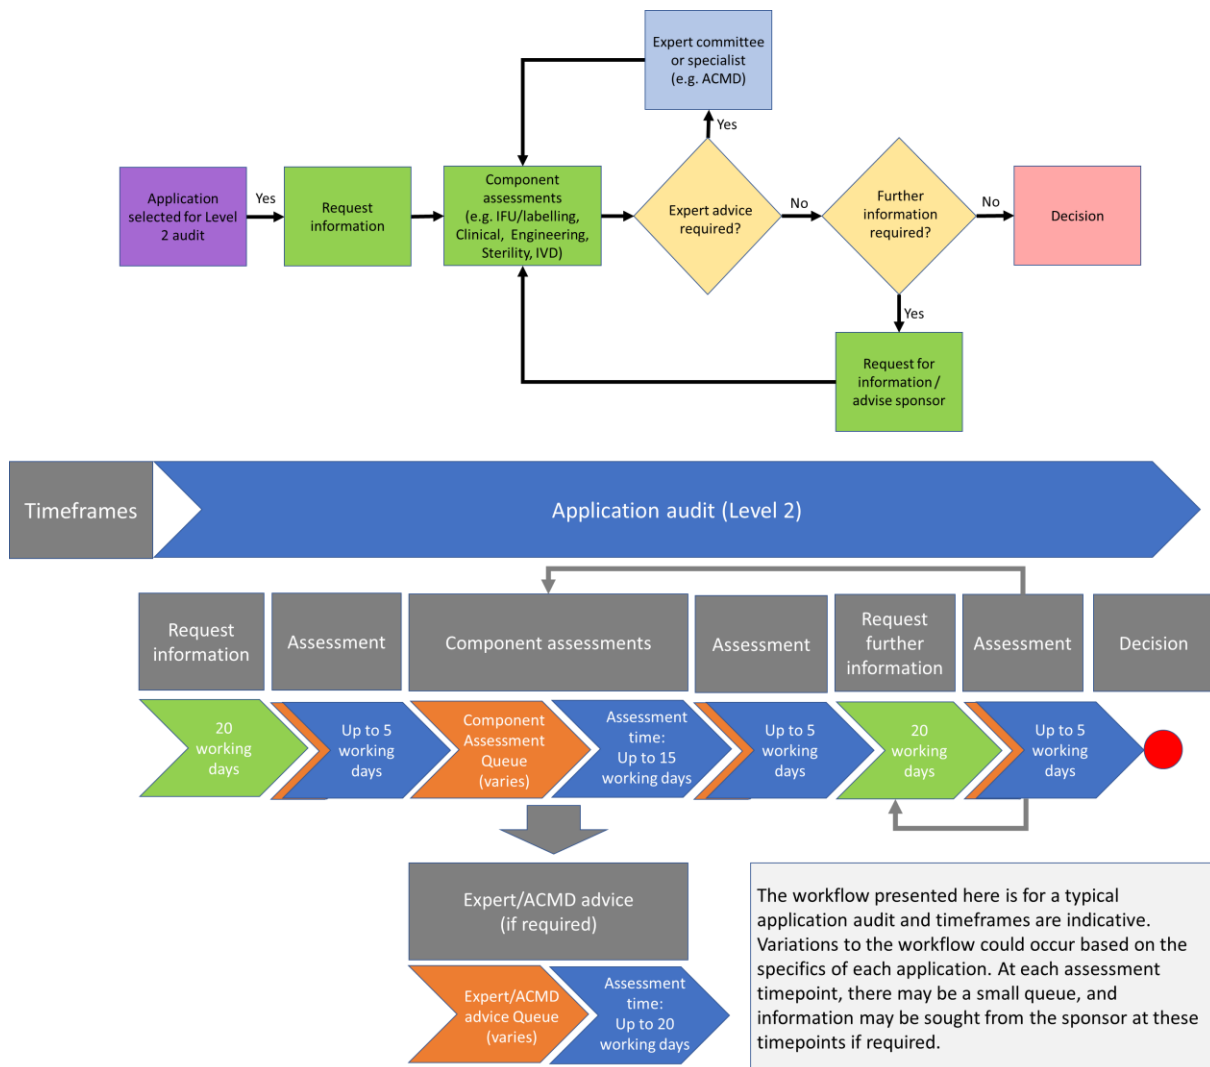 Expert committee
or specialist
(e.g. ACMD)
Yes
Application
selected for Level
2 audit
Yes
Request
information
Component
assessments
(e.g. IFU/labelling,
Clinical, Engineering,
Sterility, IVD)
Expert advice
required?
No
Further
information
required?
No
Decision
Yes
Request for
information /
advise sponsor
Timeframes
Application audit (Level 2)
Request
information
Assessment
Component assessments
Assessment
Request
further
information
Assessment
Decision
20
working
days
Up to 5
working
days
Component
Assessment
Queue
(varies)
Assessment
time:
Up to 15
working days
Up to 5
working
days
20
working
days
Up to 5
working
days
Expert/ACMD advice
(if required)
Expert/ACMD
advice Queue
(varies)
Assessment
time:
Up to 20
working days
The workflow presented here is for a typical
application audit and timeframes are indicative.
Variations to the workflow could occur based on the
specifics of each application. At each assessment
timepoint, there may be a small queue, and
information may be sought from the sponsor at these
timepoints if required.